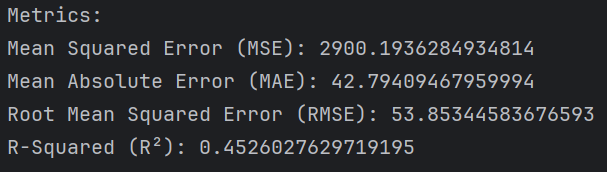 Metrics:
Mean Squared Error (MSE): 2900.1936284934814
Mean Absolute Error (MAE): 42.79409467959994
Root Mean Squared Error (RMSE): 53.85344583676593
R-Squared (R²): 0.4526027629719195